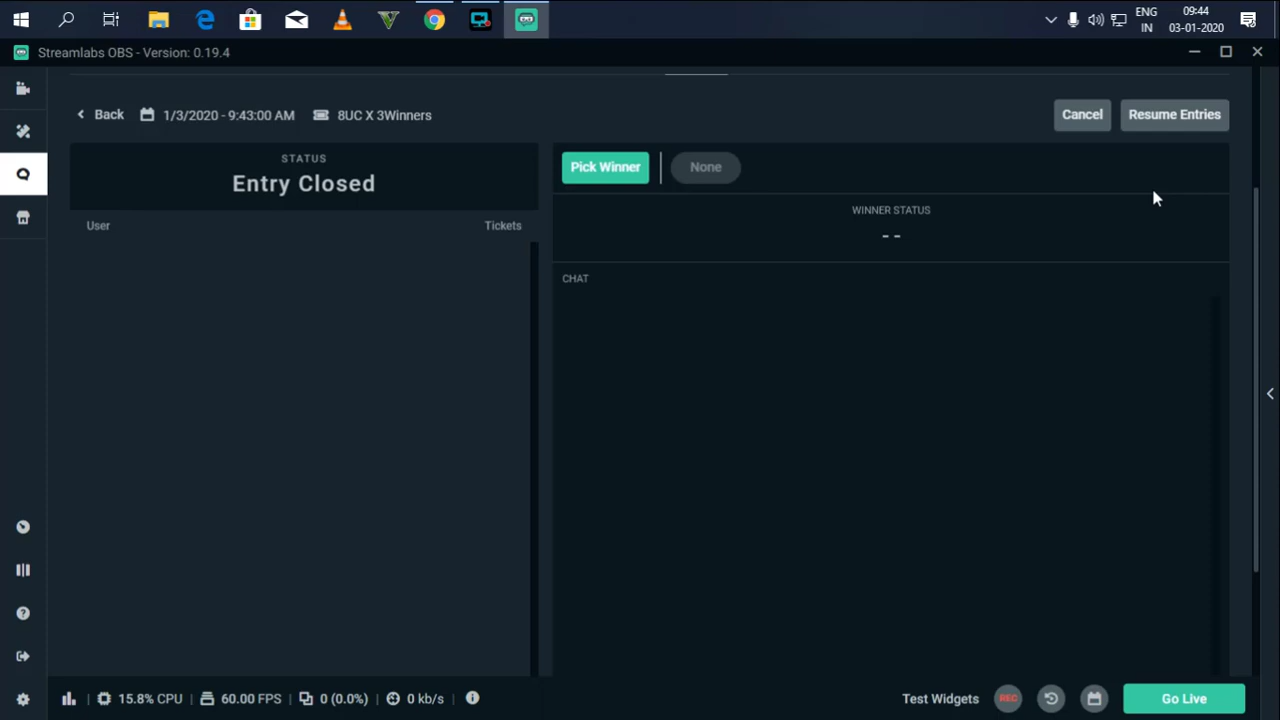 ENG
IN
09:44
03-01-2020
Streamlabs OBS - Version: 0.19.4
Back
1/3/2020 - 9:43:00 AM
8UC X 3Winners
Cancel
Resume Entries
STATUS
Entry Closed
User
Tickets
Pick Winner
None
WINNER STATUS
- -
CHAT
15.8% CPU
60.00 FPS
0 (0.0%)
0 kb/s
Test Widgets
REC
Go Live